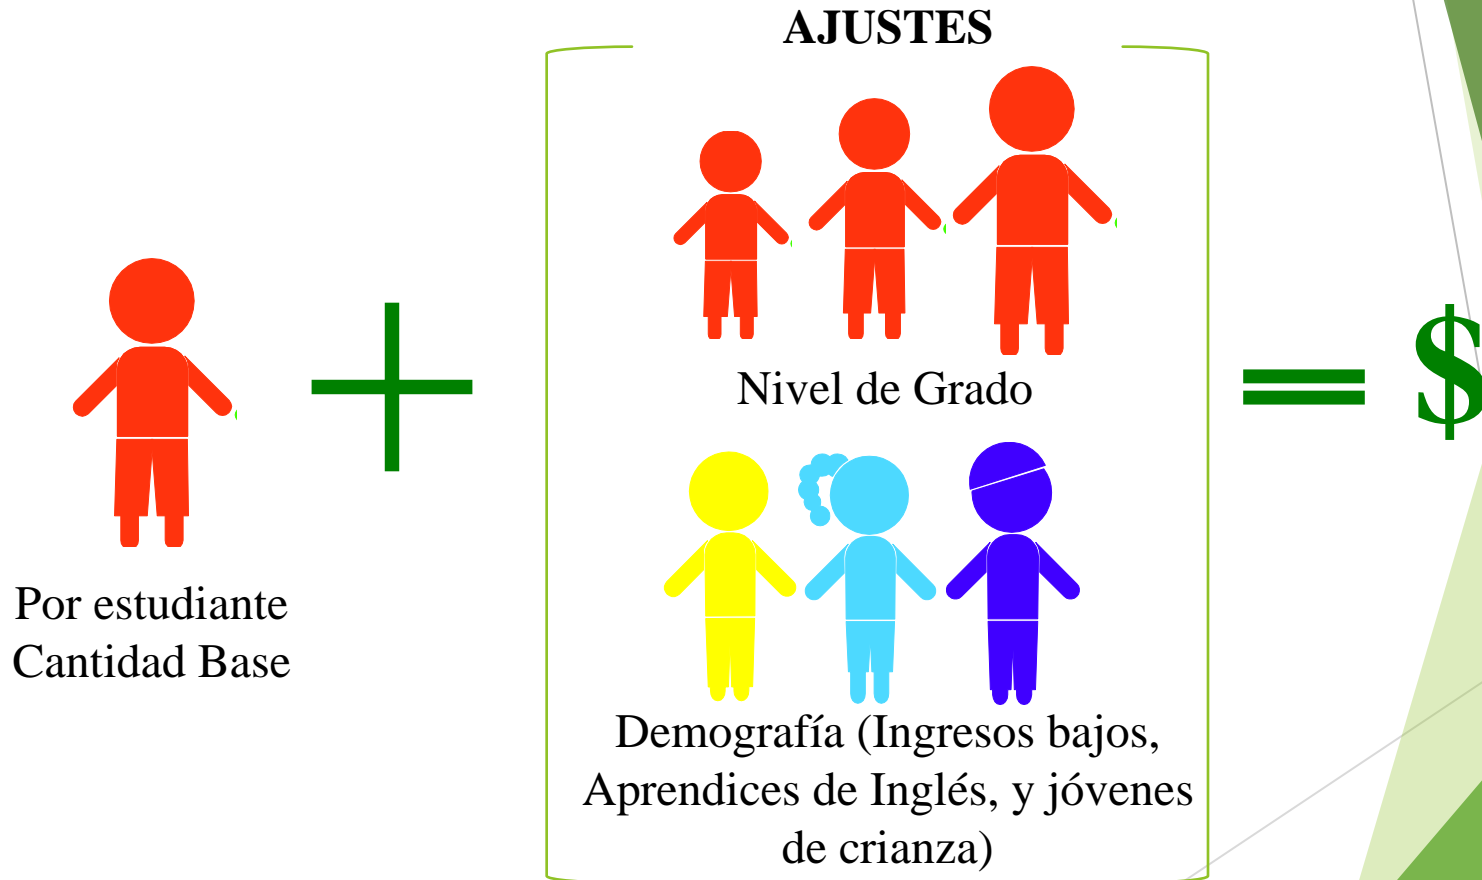 AJUSTES
Nivel de Grado
= $
Por estudiante
Cantidad Base
+
Demografía (Ingresos bajos,
Aprendices de Inglés, y jóvenes
de crianza)